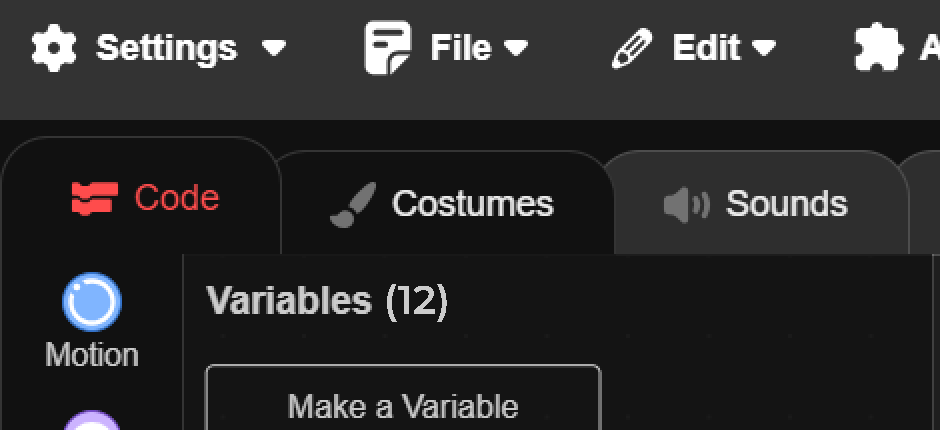 Settings File Edit A
Code Costumes Sounds
Variables (12)
Motion
Make a Variable